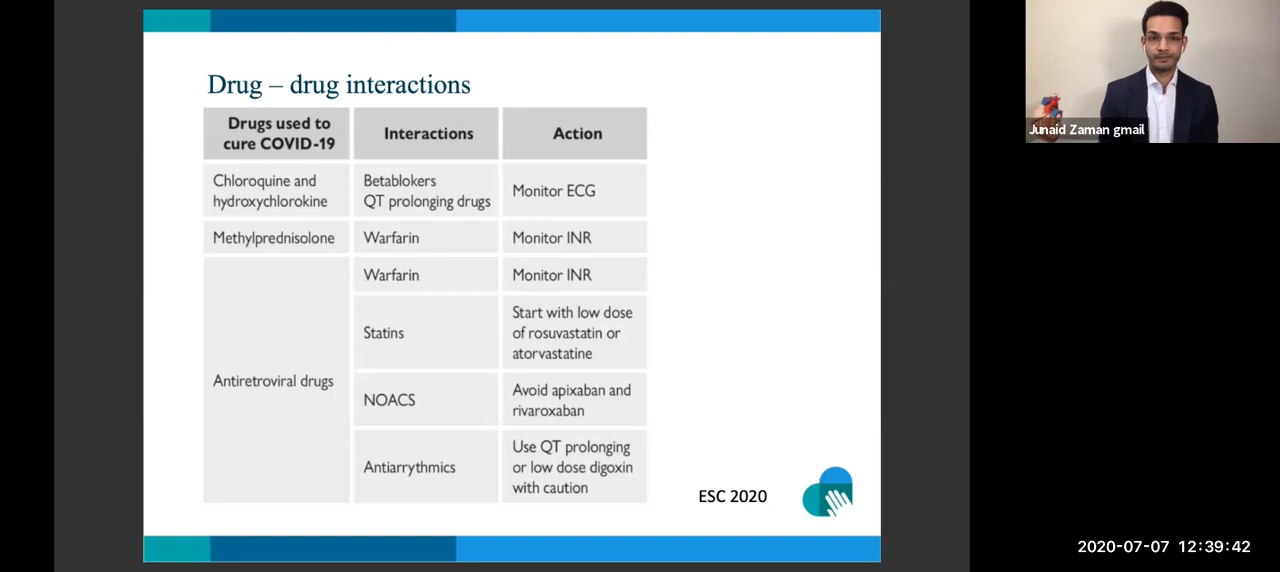 Drug – drug interactions
Drugs used to
cure COVID-19
Interactions
Action
Chloroquine and
hydroxychlorokine
Betablokers
QT prolonging drugs
Monitor ECG
Methylprednisolone
Warfarin
Monitor INR
Antiretroviral drugs
Warfarin
Monitor INR
Statins
Start with low dose
of rosuvastatin or
atorvastatine
NOACS
Avoid apixaban and
rivaroxaban
Antiarrythmics
Use QT prolonging
or low dose digoxin
with caution
ESC 2020
Junaid Zaman gmail
2020-07-07 12:39:42